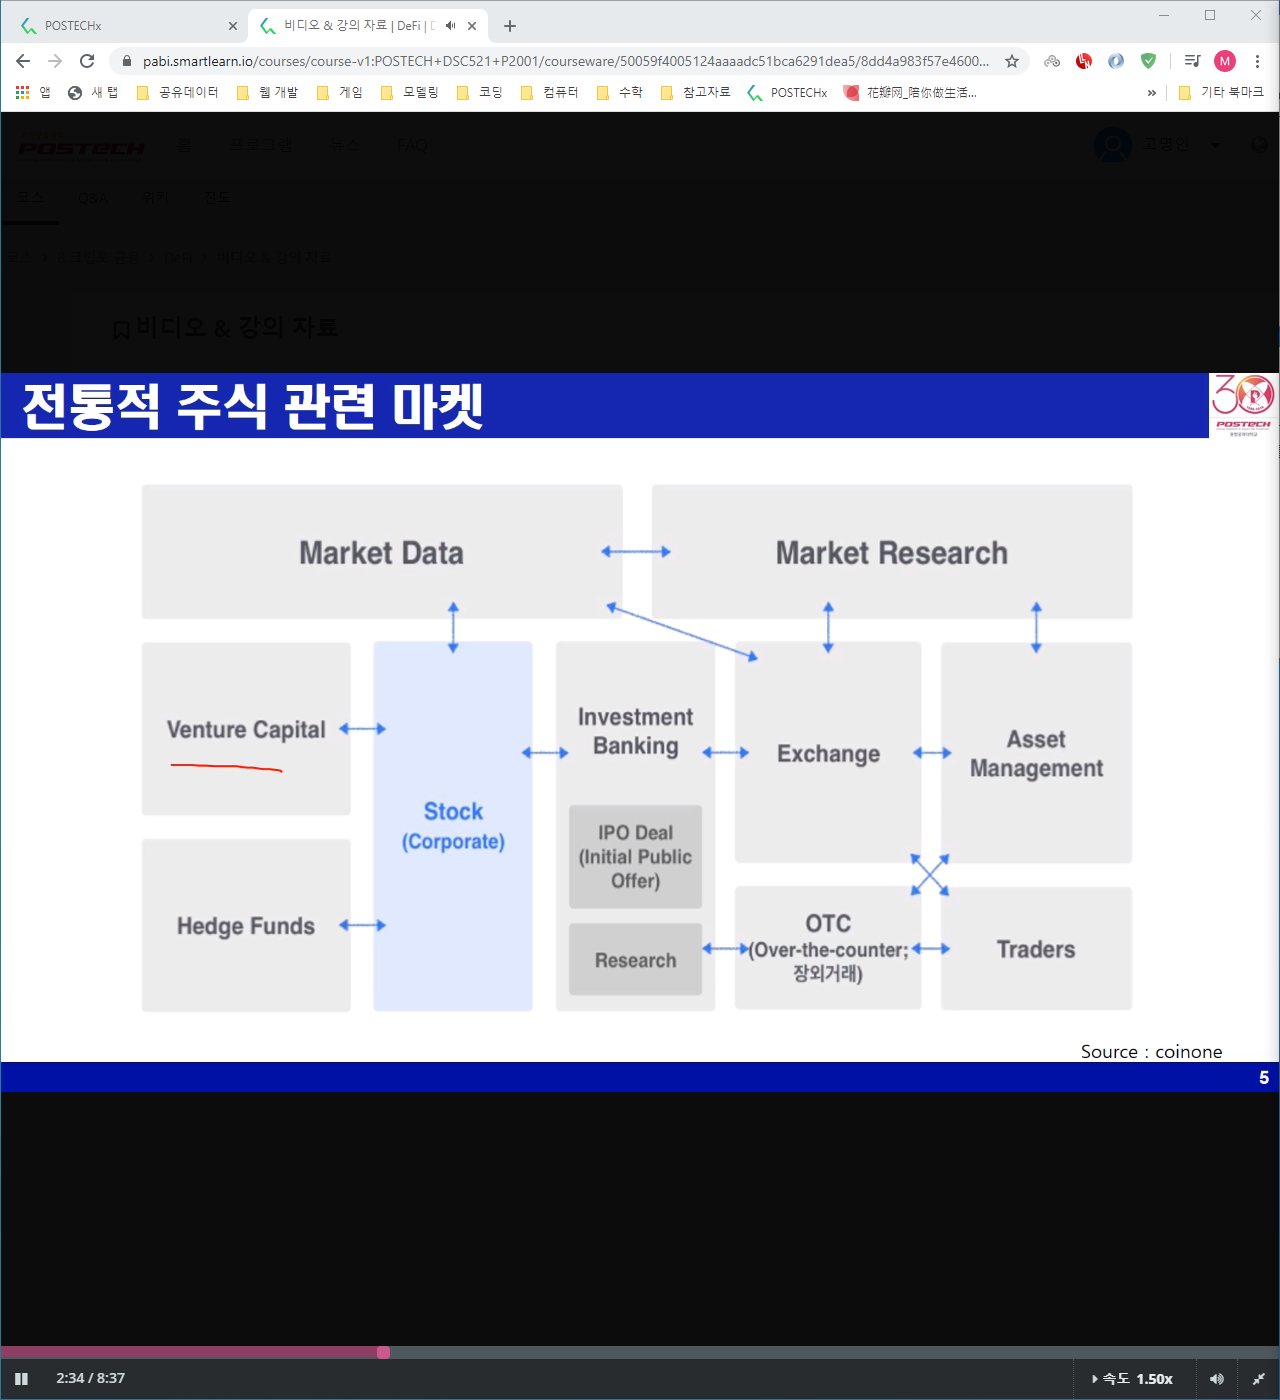 POSTECHx
비디오 & 강의 자료 | DeFi | D
pabi.smartlearn.io/courses/course-v1:POSTECH+DSC521+P2001/courseware/50059f4005124aaaadc51bca6291dea5/8dd4a983f57e4600...
M
앱
새 탭
공유데이터
웹 개발
게임
모델링
코딩
컴퓨터
수학
참고자료
POSTECHx
花瓣网_陪你做生活...
»
기타 북마크
POSTECH
홈
프로그램
뉴스
FAQ
고영민
코스
Q&A
위키
진도
비디오 & 강의 자료
비디오 & 강의 자료
전통적 주식 관련 마켓
30
POSTECH
Market Data
Market Research
Venture Capital
Hedge Funds
Stock
(Corporate)
Investment
Banking
IPO Deal
(Initial Public
Offer)
Research
Exchange
OTC
(Over-the-counter;
장외거래)
Asset
Management
Traders
Source : coinone
5
2:34 / 8:37
속도 1.50x